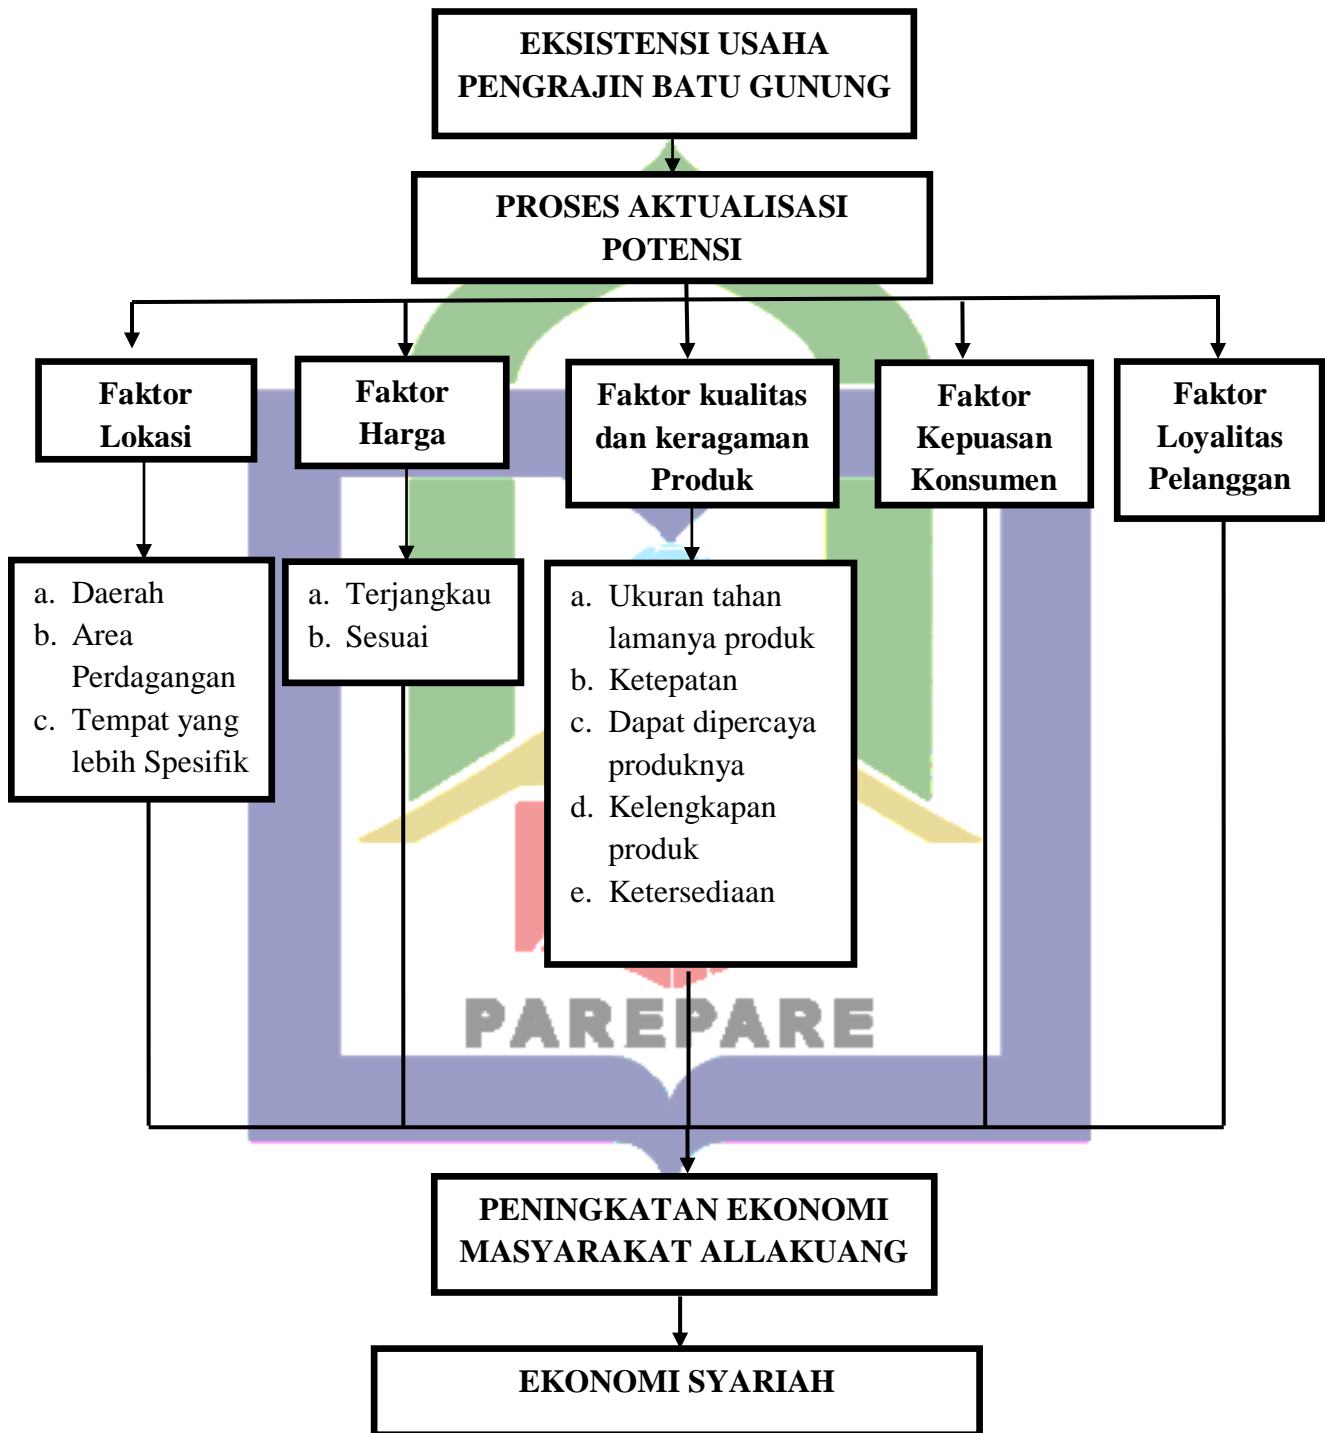 EKSISTENSI USAHA
PENGRAJIN BATU GUNUNG
PROSES AKTUALISASI
POTENSI
Faktor
Lokasi
Faktor
Harga
Faktor kualitas
dan keragaman
Produk
Faktor
Kepuasan
Konsumen
Faktor
Loyalitas
Pelanggan
a. Daerah
b. Area
Perdagangan
c. Tempat yang
lebih Spesifik
a. Terjangkau
b. Sesuai
a. Ukuran tahan
lamanya produk
b. Ketepatan
c. Dapat dipercaya
produknya
d. Kelengkapan
produk
e. Ketersediaan
PAREPARE
PENINGKATAN EKONOMI
MASYARAKAT ALLAKUANG
EKONOMI SYARIAH